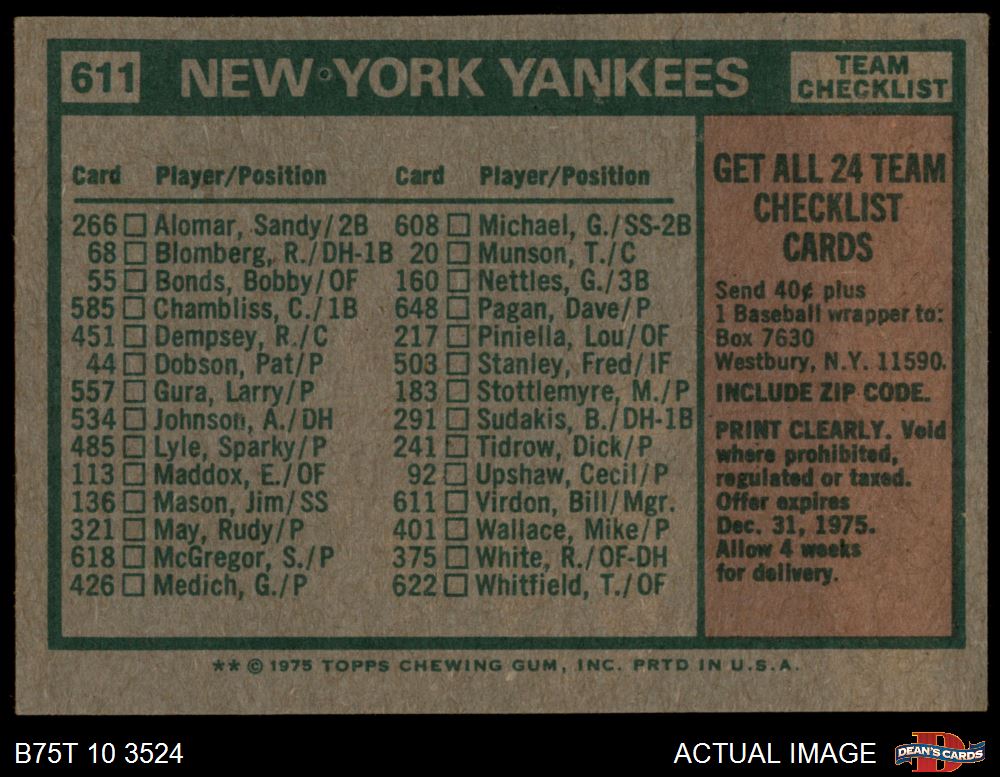 611 NEW YORK YANKEES TEAM CHECKLIST
Card Player/Position Card Player/Position
266 Alomar, Sandy/2B 608 Michael, G./SS-2B
68 Blomberg, R./DH-1B 20 Munson, T./C
55 Bonds, Bobby/OF 160 Nettles, G./3B
585 Chambliss, C./1B 648 Pagan, Dave/P
451 Dempsey, R./C 217 Piniella, Lou/OF
44 Dobson, Pat/P 503 Stanley, Fred/IF
557 Gura, Larry/P 183 Stottlemyre, M./P
534 Johnson, A./DH 291 Sudakis, B./DH-1B
485 Lyle, Sparky/P 241 Tidrow, Dick/P
113 Maddox, E./OF 92 Upshaw, Cecil/P
136 Mason, Jim/SS 611 Virdon, Bill/Mgr.
321 May, Rudy/P 401 Wallace, Mike/P
618 McGregor, S./P 375 White, R./OF-DH
426 Medich, G./P 622 Whitfield, T./OF
GET ALL 24 TEAM
CHECKLIST
CARDS
Send 40¢ plus
1 Baseball wrapper to:
Box 7630
Westbury, N.Y. 11590.
INCLUDE ZIP CODE.
PRINT CLEARLY. Void
where prohibited,
regulated or taxed.
Offer expires
Dec. 31, 1975.
Allow 4 weeks
for delivery.
** © 1975 TOPPS CHEWING GUM, INC. PRTD IN U.S.A.
B75T 10 3524 ACTUAL IMAGE
D
DEAN'S CARDS